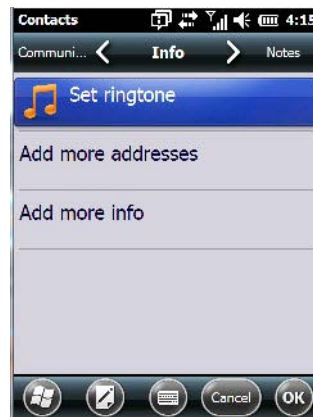 Contacts 4:15
Communi... Info Notes
Set ringtone
Add more addresses
Add more info
Cancel OK